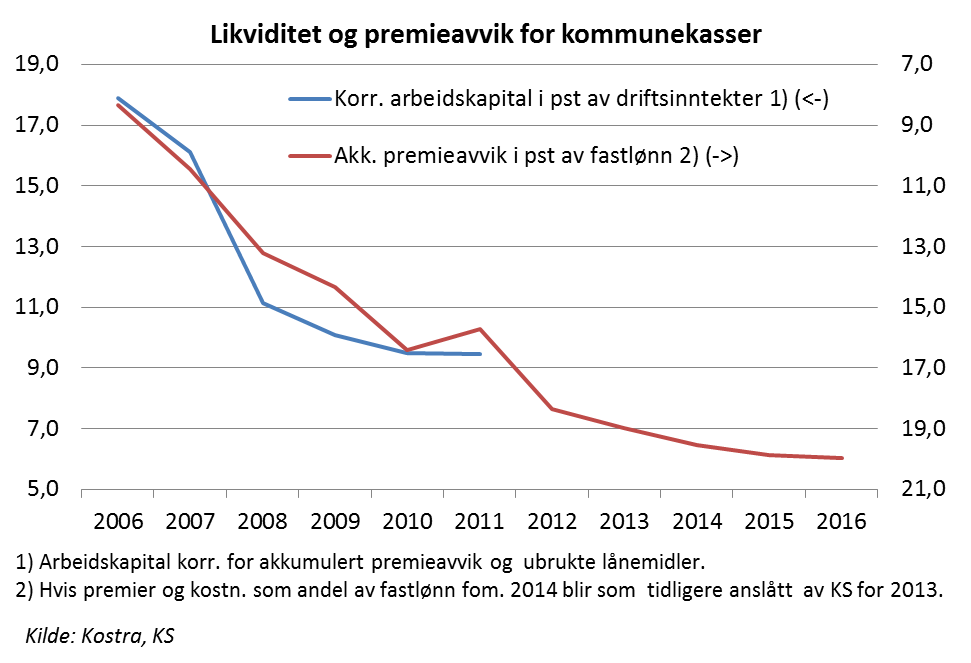 Likviditet og premieavvik for kommunekasser
19,0 7,0
Korr. arbeidskapital i pst av driftsinntekter 1) (<-)
17,0 9,0
Akk. premieavvik i pst av fastlønn 2) (->)
15,0 11,0
13,0 13,0
11,0 15,0
9,0 17,0
7,0 19,0
5,0 21,0
2006 2007 2008 2009 2010 2011 2012 2013 2014 2015 2016
1) Arbeidskapital korr. for akkumulert premieavvik og ubrukte lånemidler.
2) Hvis premier og kostn. som andel av fastlønn fom. 2014 blir som tidligere anslått av KS for 2013.
Kilde: Kostra, KS